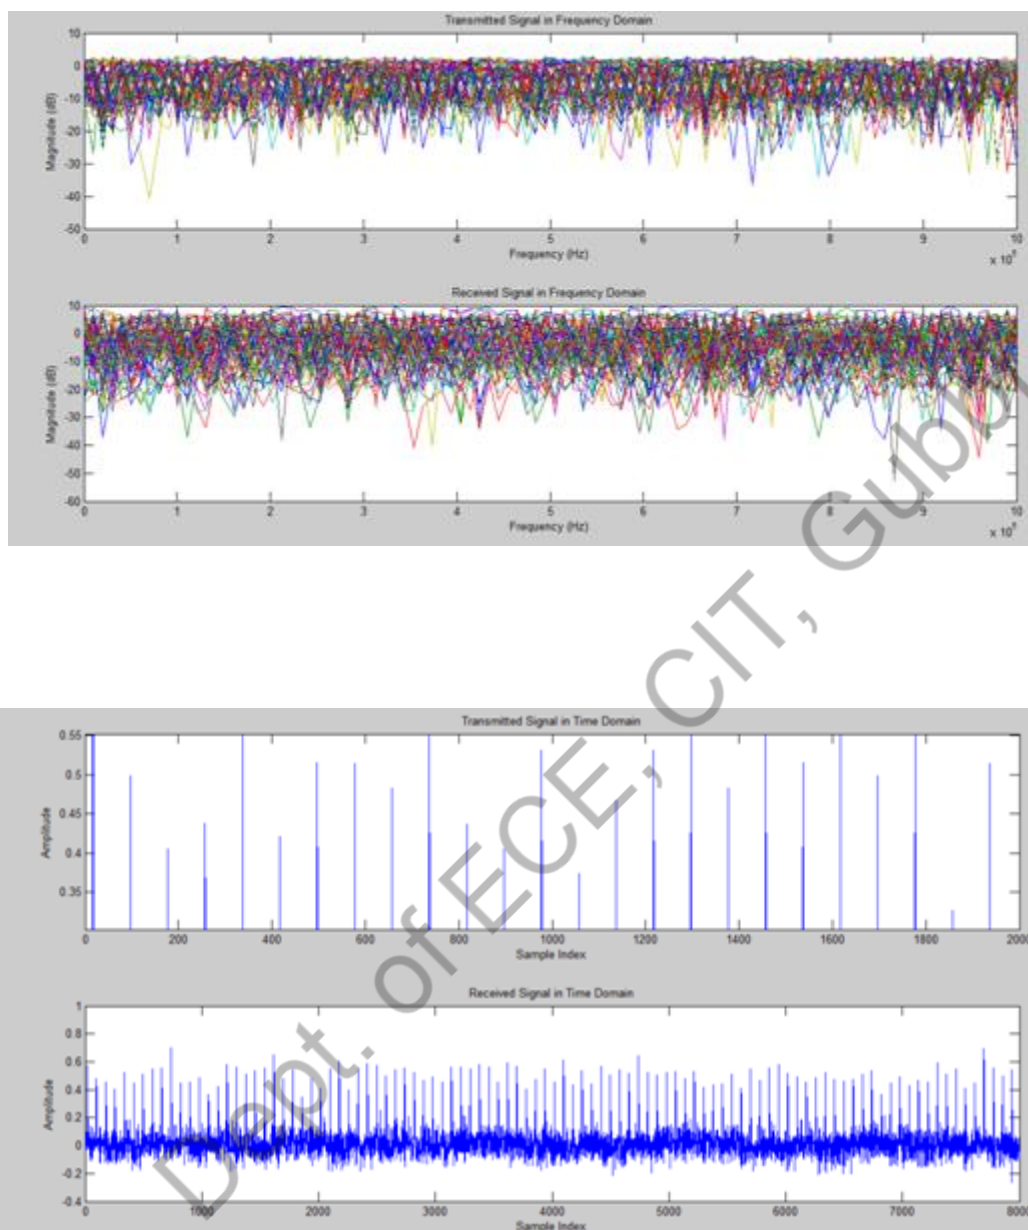 Transmitted Signal in Frequency Domain
10
0
-10
-20
-30
-40
-50
Magnitude (dB)
0 1 2 3 4 5 6 7 8 9 10
Frequency (Hz)
Received Signal in Frequency Domain
10
0
-10
-20
-30
-40
-50
-60
Magnitude (dB)
0 1 2 3 4 5 6 7 8 9 10
Frequency (Hz)
Transmitted Signal in Time Domain
0.55
0.5
0.45
0.4
0.35
Amplitude
0 200 400 600 800 1000 1200 1400 1600 1800 2000
Sample Index
Received Signal in Time Domain
1
0.8
0.6
0.4
0.2
0
-0.2
-0.4
Amplitude
0 1000 2000 3000 4000 5000 6000 7000 8000
Sample Index
Dept. of ECE, CIT,